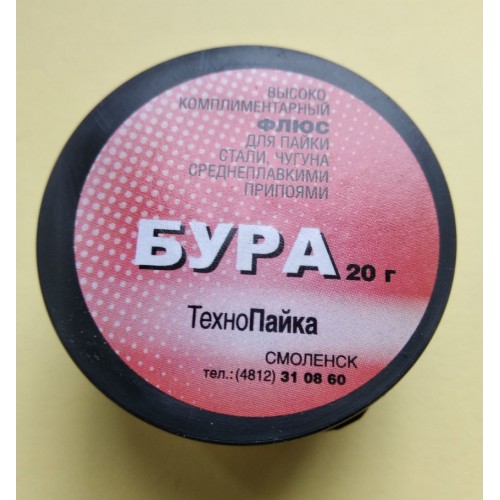 ВЫСОКО
КОМПЛИМЕНТАРНЫЙ
ФЛЮС
ДЛЯ ПАЙКИ
СТАЛИ, ЧУГУНА
СРЕДНЕПЛАВКИМИ
ПРИПОЯМИ
БУРА 20 г
ТехноПайка
СМОЛЕНСК
тел.: (4812) 31 08 60